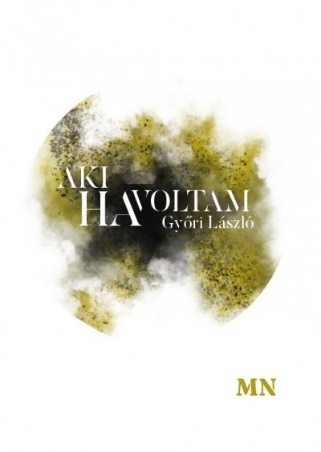 AKI
HA VOLTAM
Győri László
MN